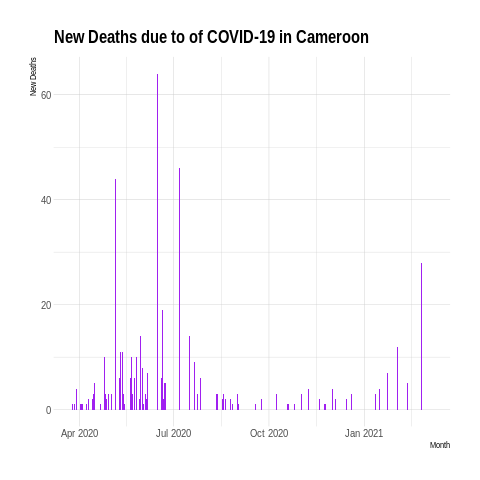 New Deaths due to of COVID-19 in Cameroon
New Deaths
60
40
20
0
Apr 2020 Jul 2020 Oct 2020 Jan 2021
Month